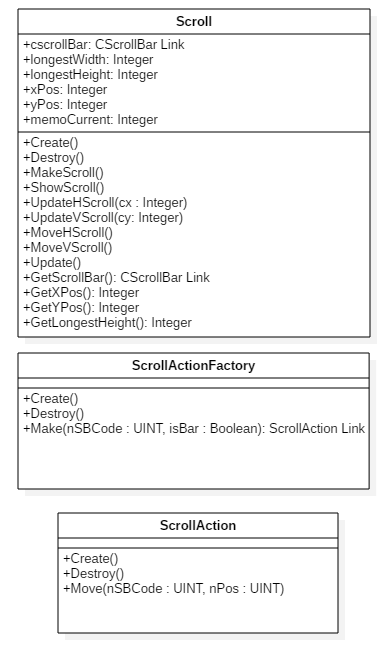 Scroll
+cscrollBar: CScrollBar Link
+longestWidth: Integer
+longestHeight: Integer
+xPos: Integer
+yPos: Integer
+memoCurrent: Integer
+Create()
+Destroy()
+MakeScroll()
+ShowScroll()
+UpdateHScroll(cx : Integer)
+UpdateVScroll(cy: Integer)
+MoveHScroll()
+MoveVScroll()
+Update()
+GetScrollBar(): CScrollBar Link
+GetXPos(): Integer
+GetYPos(): Integer
+GetLongestHeight(): Integer
ScrollActionFactory
+Create()
+Destroy()
+Make(nSBCode : UINT, isBar : Boolean): ScrollAction Link
ScrollAction
+Create()
+Destroy()
+Move(nSBCode : UINT, nPos : UINT)